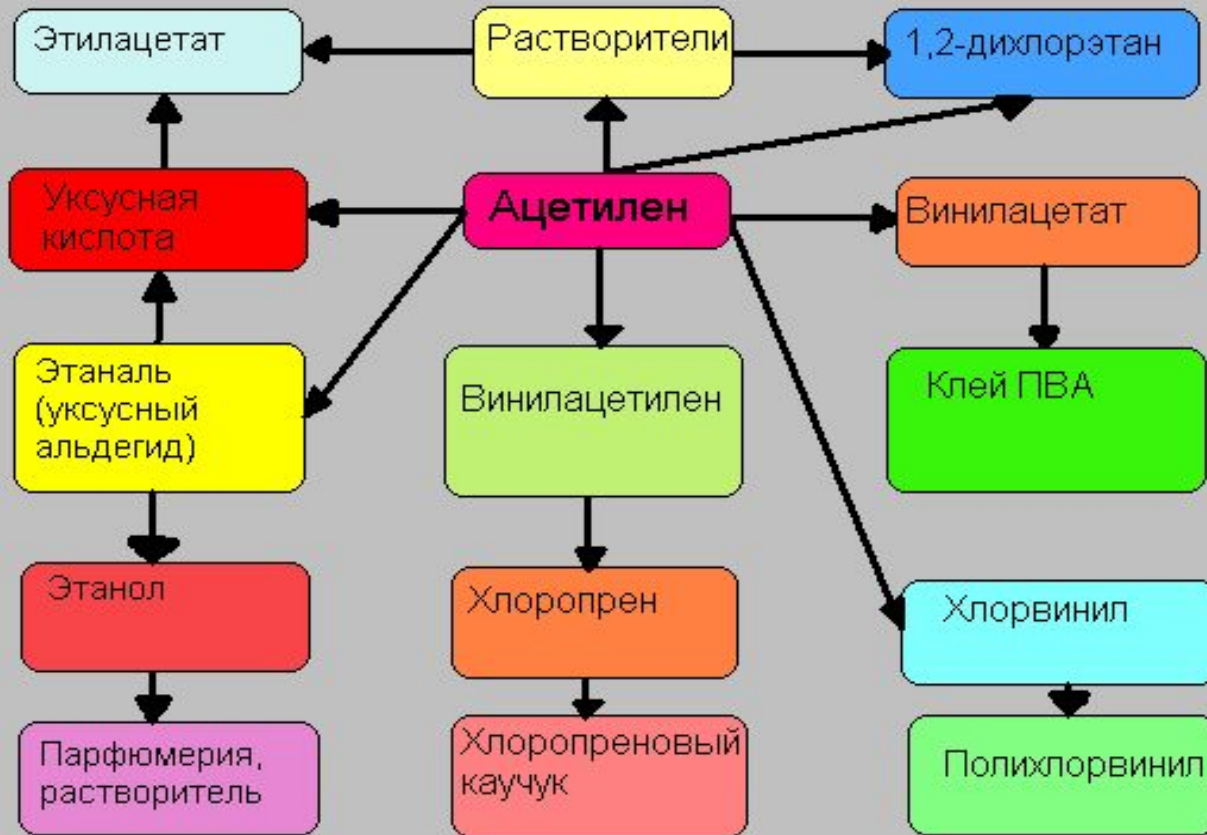 Этилацетат
Растворители
1,2-дихлорэтан
Уксусная
кислота
Ацетилен
Винилацетат
Этаналь
(уксусный
альдегид)
Винилацетилен
Клей ПВА
Этанол
Хлоропрен
Хлорвинил
Парфюмерия,
растворитель
Хлоропреновый
каучук
Полихлорвинил